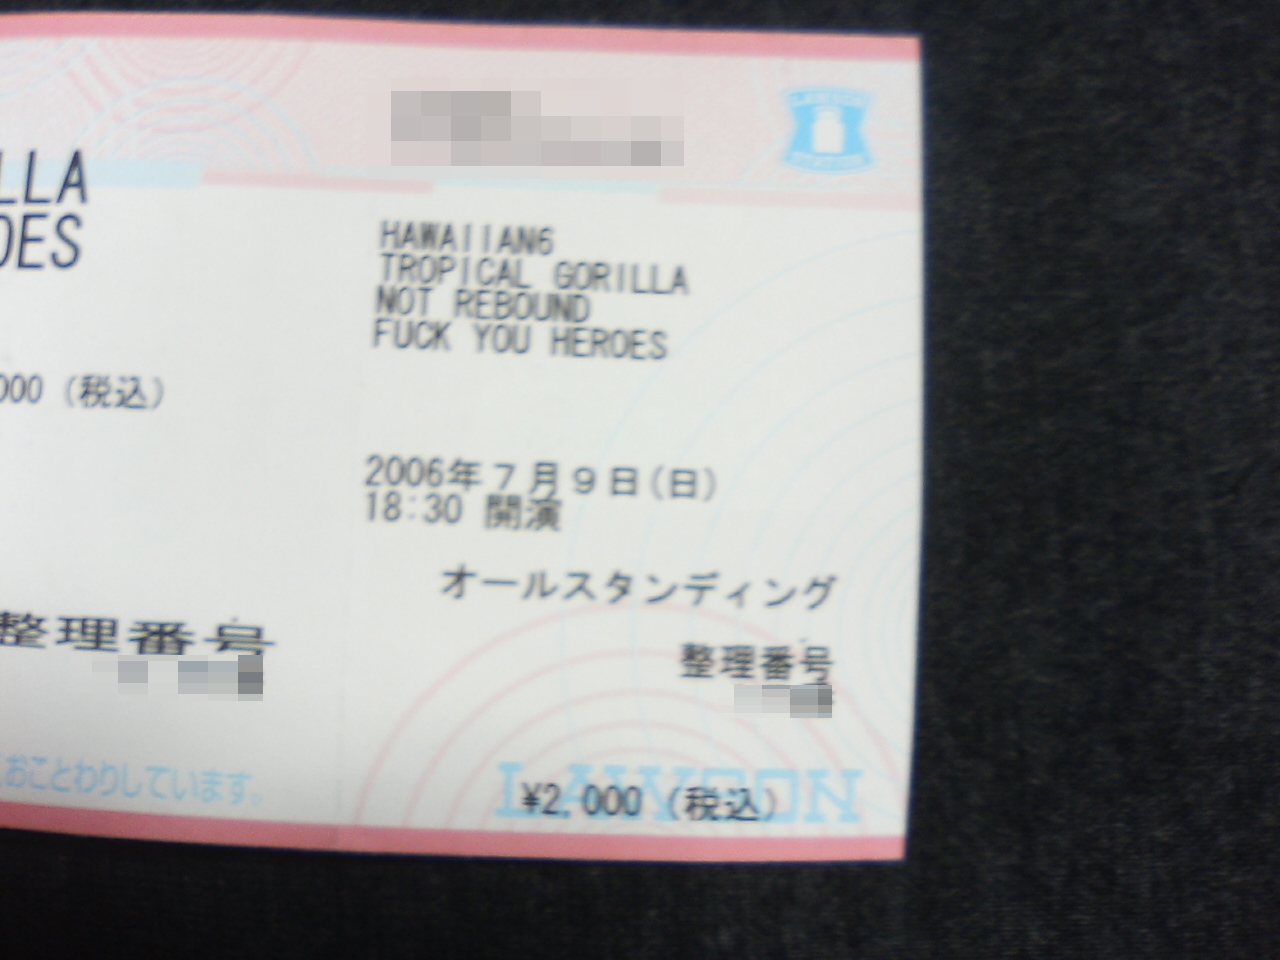 LLA
OES
000 (税込)
整理番号
おことわりしています。
LAWSON
STATION
HAWAIIAN6
TROPICAL GORILLA
NOT REBOUND
FUCK YOU HEROES
2006年7月9日(日)
18:30 開演
オールスタンディング
整理番号
LAWSON
¥2,000 (税込)